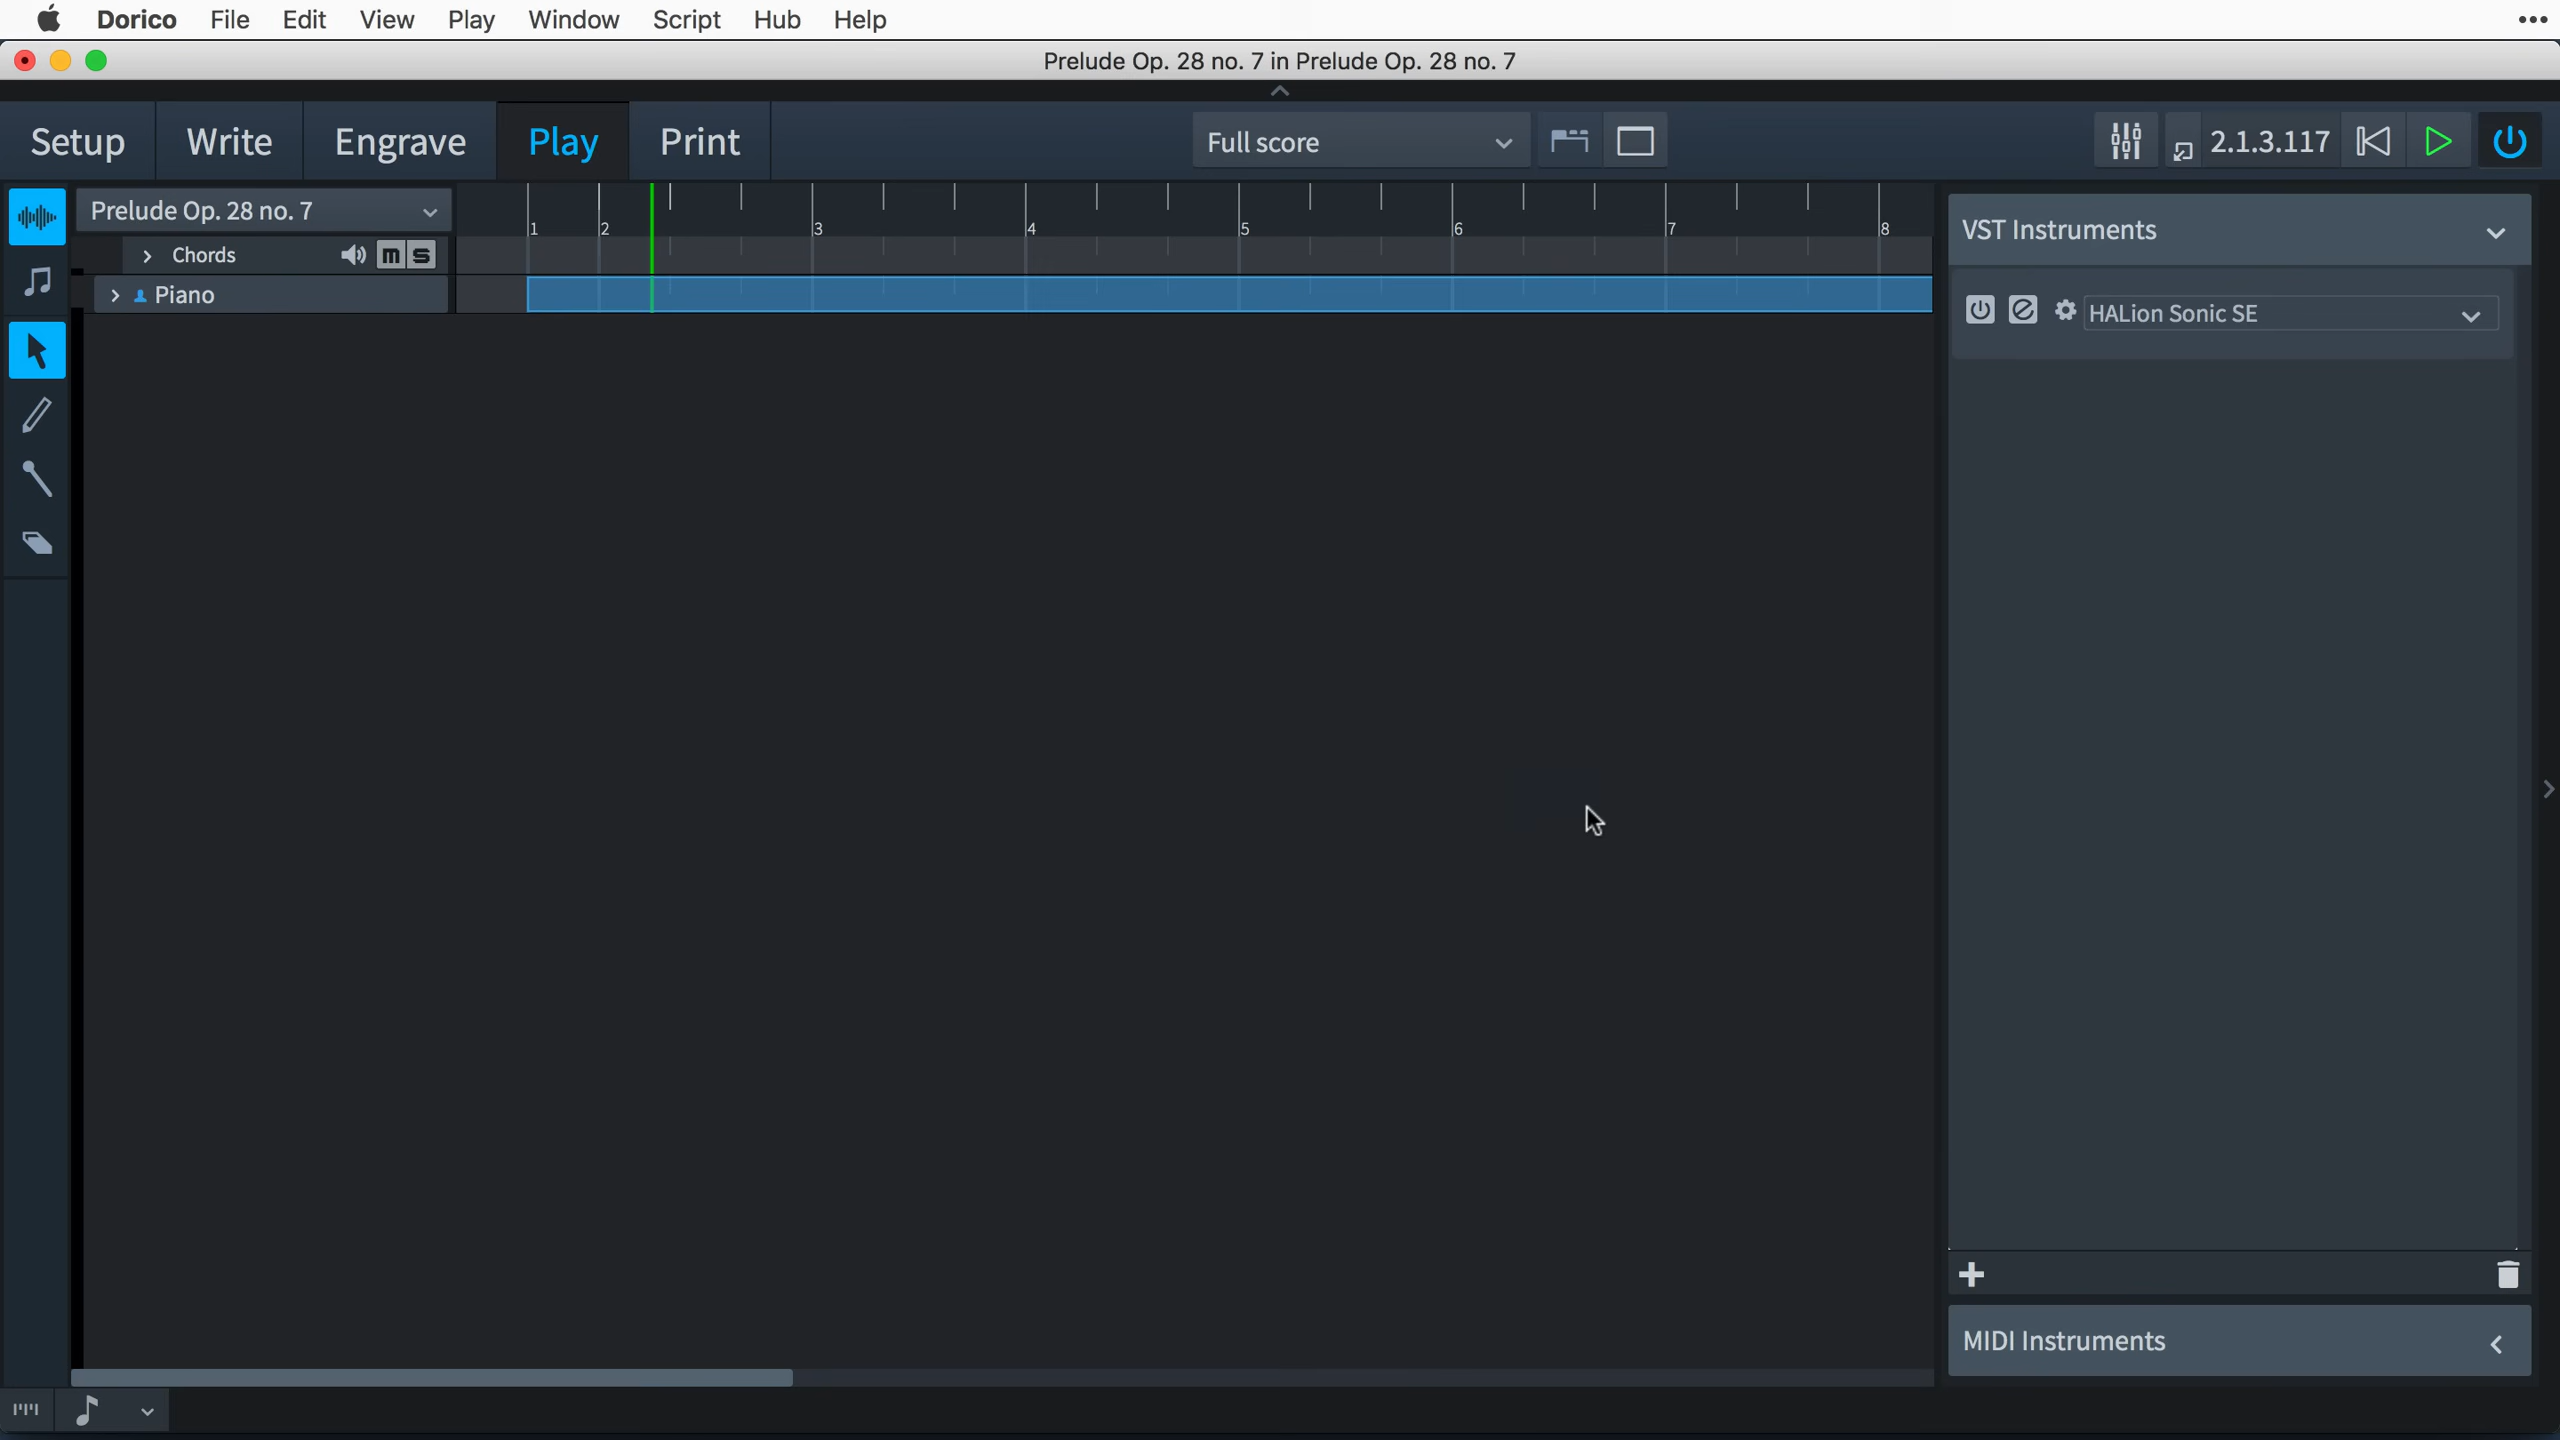 Dorico File Edit View Play Window Script Hub Help
Prelude Op. 28 no. 7 in Prelude Op. 28 no. 7
Setup Write Engrave Play Print Full score 2.1.3.117
Prelude Op. 28 no. 7
1 2 3 4 5 6 7 8
VST Instruments
Chords m s
Piano
HALion Sonic SE
MIDI Instruments